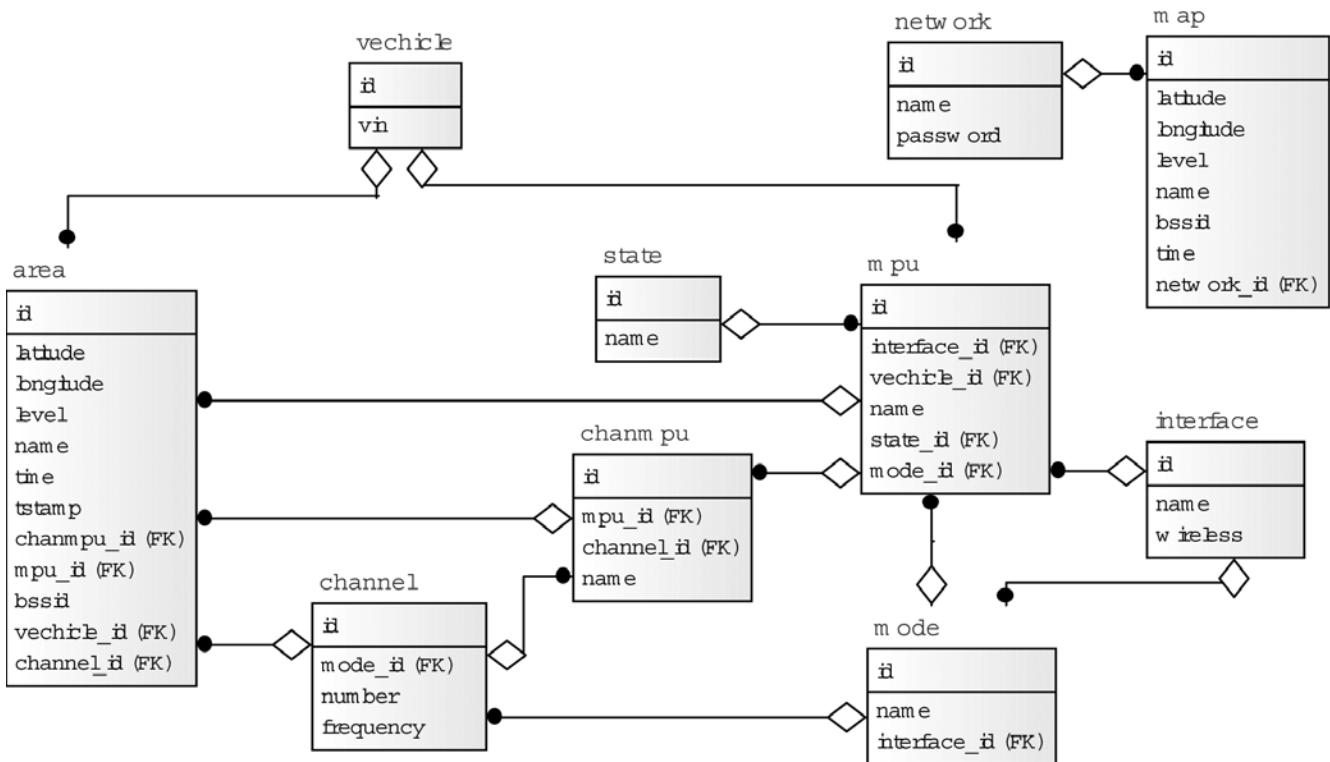 vechicle
id
vin
network
id
name
password
map
id
latitude
longitude
level
name
bssid
time
network_id (FK)
area
id
latitude
longitude
level
name
time
tstamp
chanmpu_id (FK)
mpu_id (FK)
bssid
vechicle_id (FK)
channel_id (FK)
state
id
name
mpu
id
interface_id (FK)
vechicle_id (FK)
name
state_id (FK)
mode_id (FK)
chanmpu
id
mpu_id (FK)
channel_id (FK)
name
interface
id
name
wireless
channel
id
mode_id (FK)
number
frequency
mode
id
name
interface_id (FK)